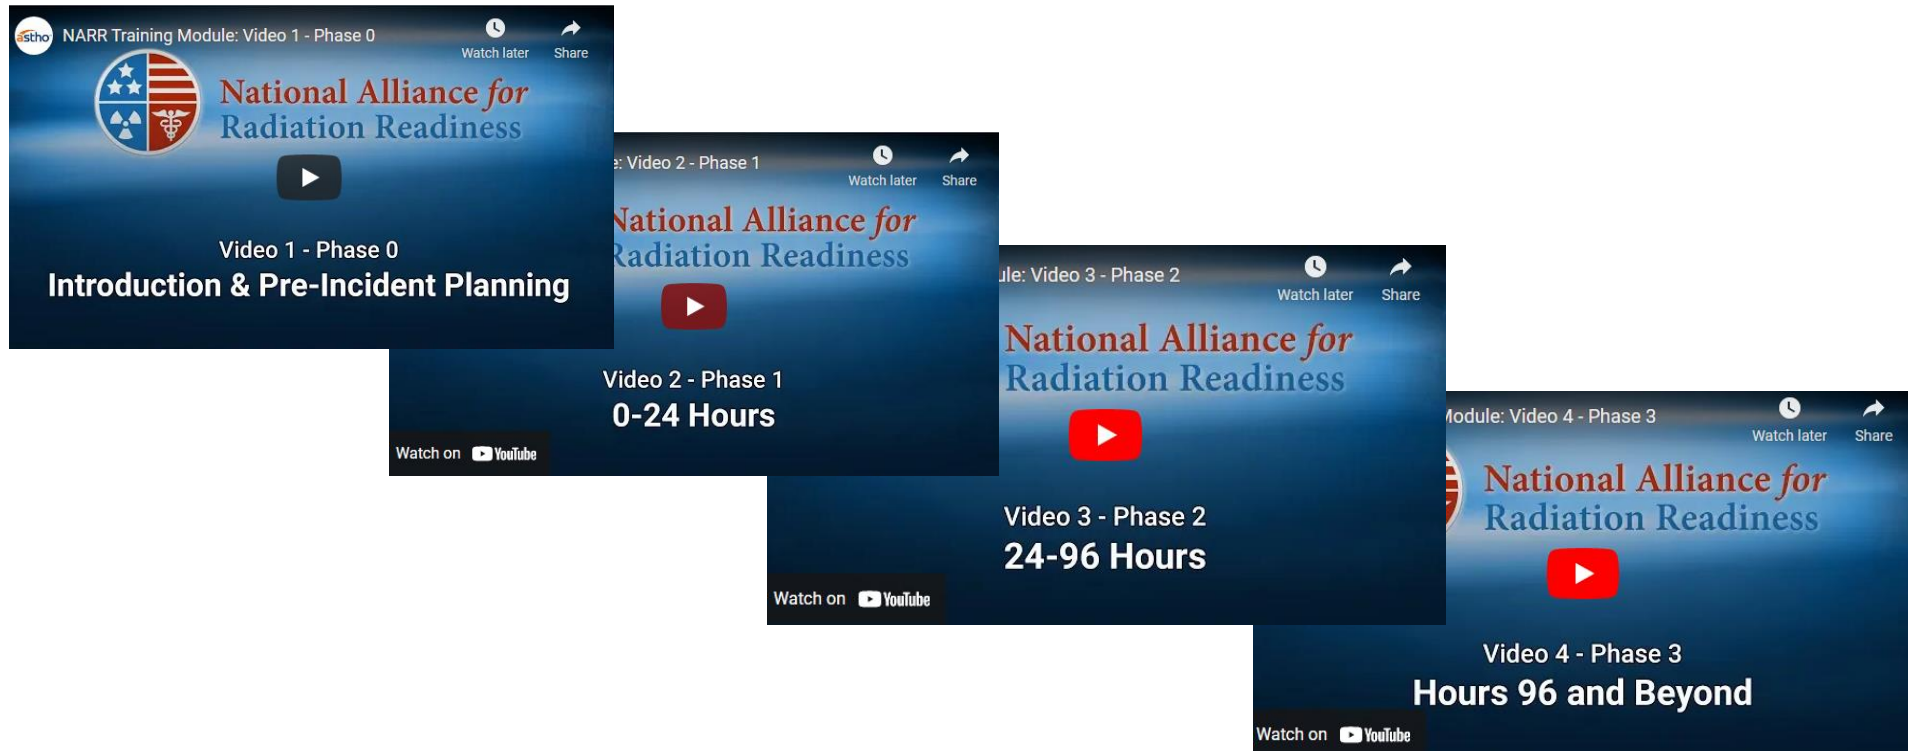 astho
NARR Training Module: Video 1 - Phase 0
Watch later
Share
National Alliance for
Radiation Readiness
Video 1 - Phase 0
Introduction & Pre-Incident Planning
: Video 2 - Phase 1
Watch later
Share
National Alliance for
Radiation Readiness
Video 2 - Phase 1
0-24 Hours
Watch on YouTube
ule: Video 3 - Phase 2
Watch later
Share
National Alliance for
Radiation Readiness
Video 3 - Phase 2
24-96 Hours
Watch on YouTube
Module: Video 4 - Phase 3
Watch later
Share
National Alliance for
Radiation Readiness
Video 4 - Phase 3
Hours 96 and Beyond
Watch on YouTube